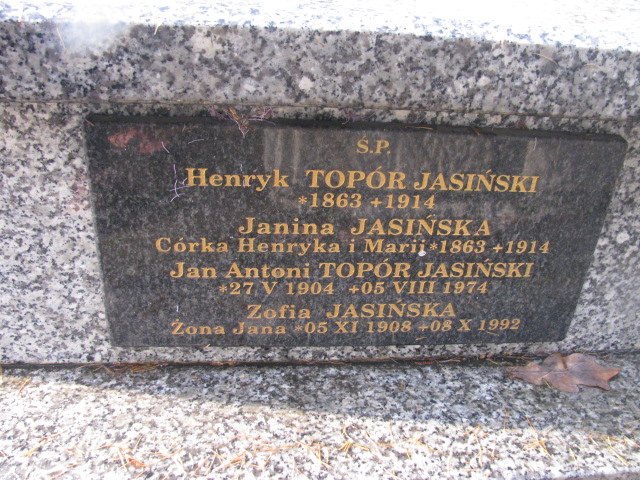 S.P.
Henryk TOPÓR JASIŃSKI
*1863 +1914
Janina JASIŃSKA
Córka Henryka i Marii *1863 +1914
Jan Antoni TOPÓR JASIŃSKI
*27 V 1904 +05 VIII 1974
Zofia JASIŃSKA
Żona Jana *05 XI 1908 +08 X 1992